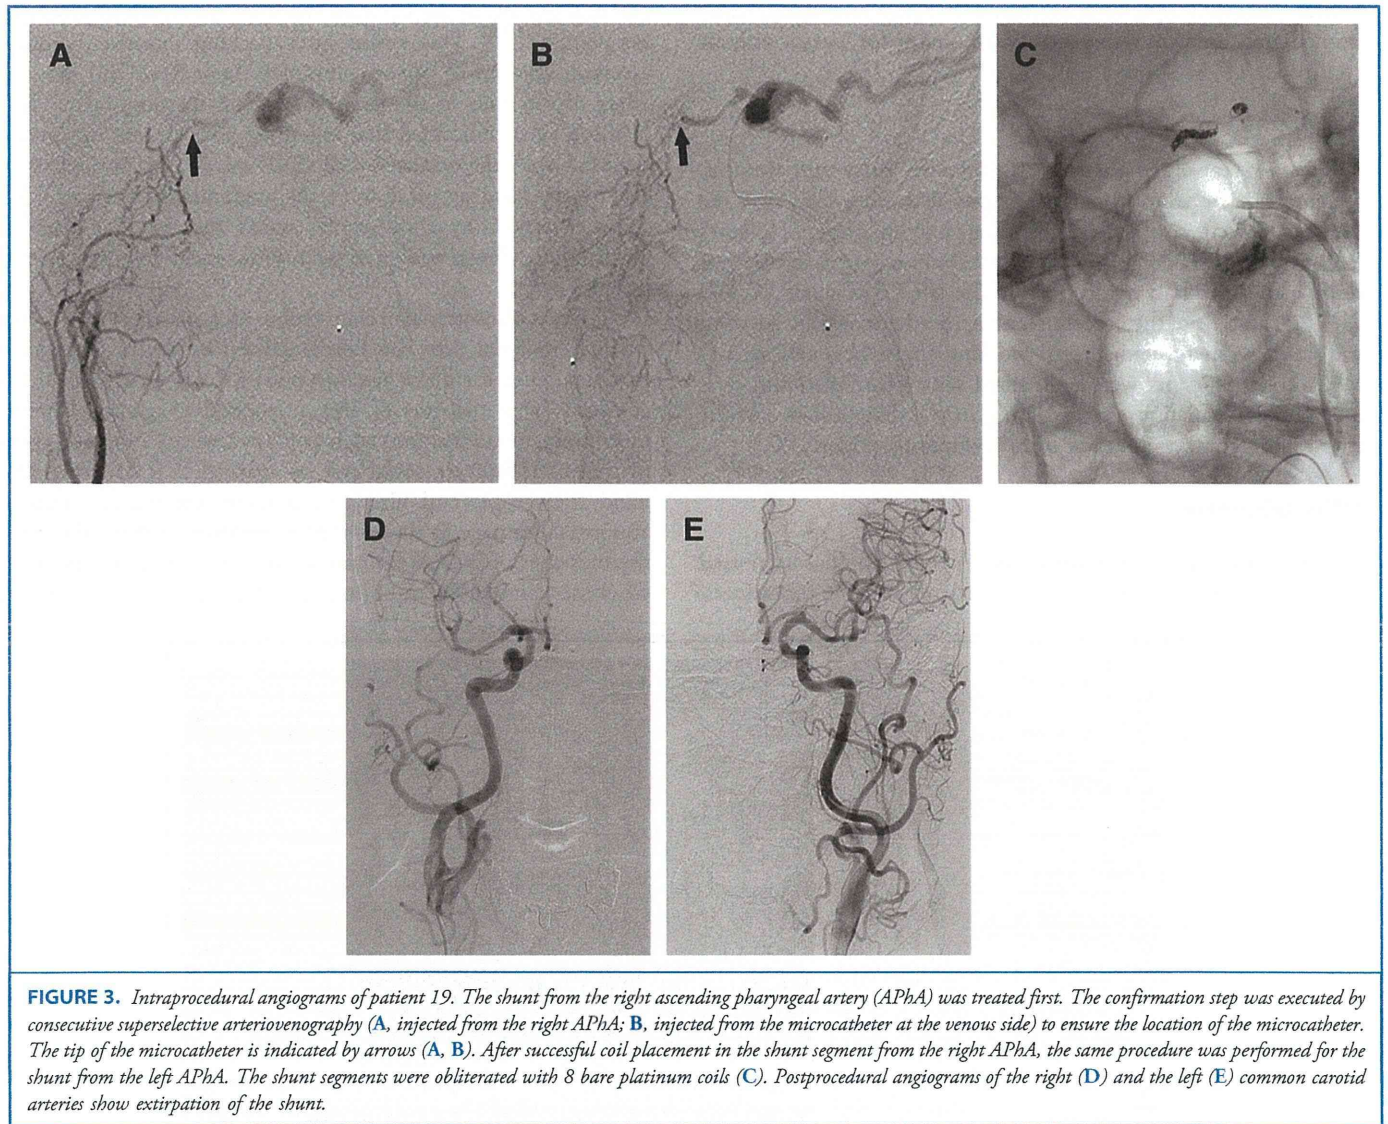 A
B
C
D
E
FIGURE 3. Intraprocedural angiograms of patient 19. The shunt from the right ascending pharyngeal artery (APhA) was treated first. The confirmation step was executed by
consecutive superselective arteriovenography (A, injected from the right APhA; B, injected from the microcatheter at the venous side) to ensure the location of the microcatheter.
The tip of the microcatheter is indicated by arrows (A, B). After successful coil placement in the shunt segment from the right APhA, the same procedure was performed for the
shunt from the left APhA. The shunt segments were obliterated with 8 bare platinum coils (C). Postprocedural angiograms of the right (D) and the left (E) common carotid
arteries show extirpation of the shunt.